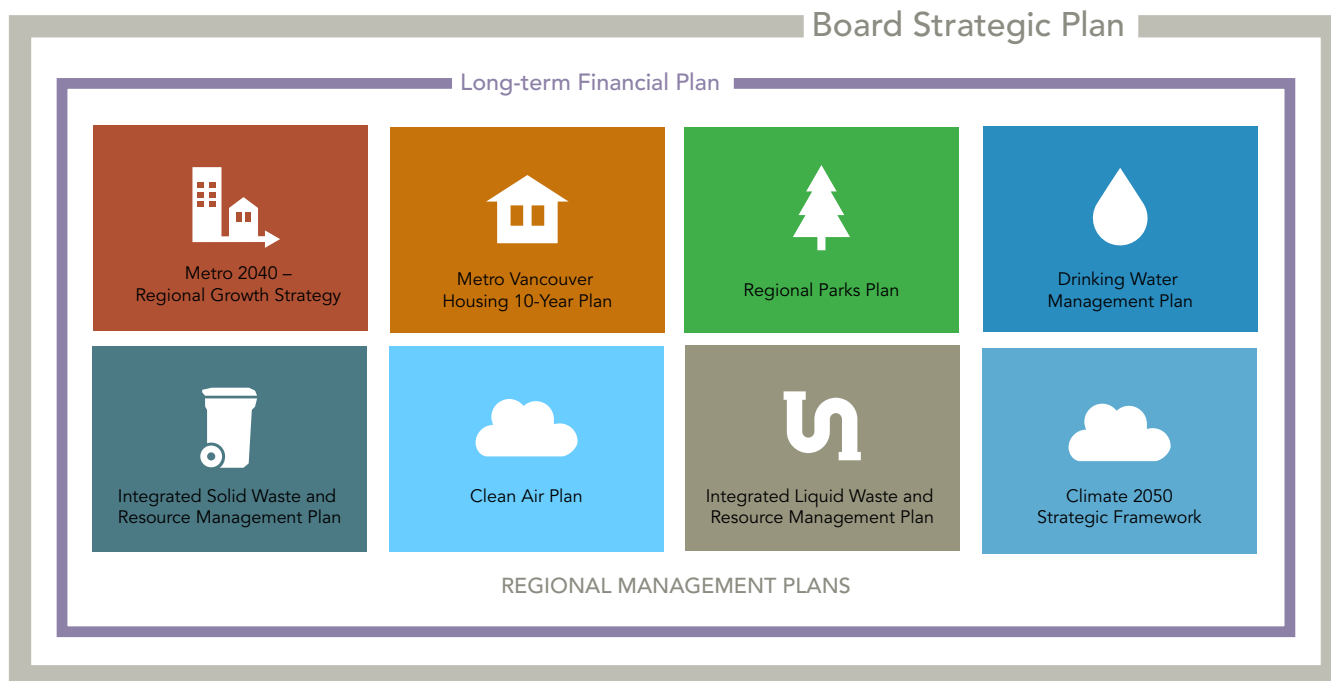 Board Strategic Plan
Long-term Financial Plan
Metro 2040 –
Regional Growth Strategy
Metro Vancouver
Housing 10-Year Plan
Regional Parks Plan
Drinking Water
Management Plan
Integrated Solid Waste and
Resource Management Plan
Clean Air Plan
Integrated Liquid Waste and
Resource Management Plan
Climate 2050
Strategic Framework
REGIONAL MANAGEMENT PLANS